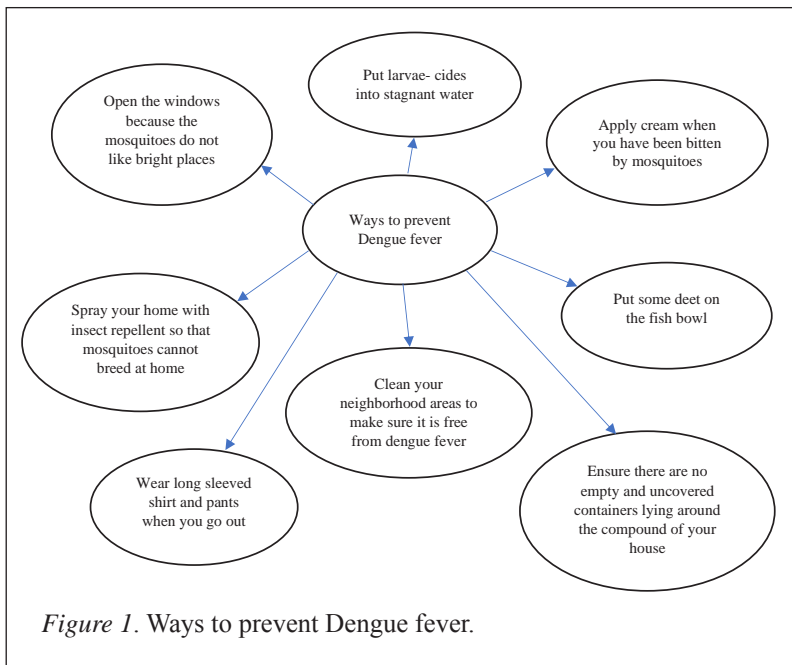 Put larvae- cides
into stagnant water
Open the windows
because the
mosquitoes do not
like bright places
Apply cream when
you have been bitten
by mosquitoes
Ways to prevent
Dengue fever
Spray your home with
insect repellent so that
mosquitoes cannot
breed at home
Put some deet on
the fish bowl
Clean your
neighborhood areas to
make sure it is free
from dengue fever
Wear long sleeved
shirt and pants
when you go out
Ensure there are no
empty and uncovered
containers lying around
the compound of your
house
Figure 1. Ways to prevent Dengue fever.